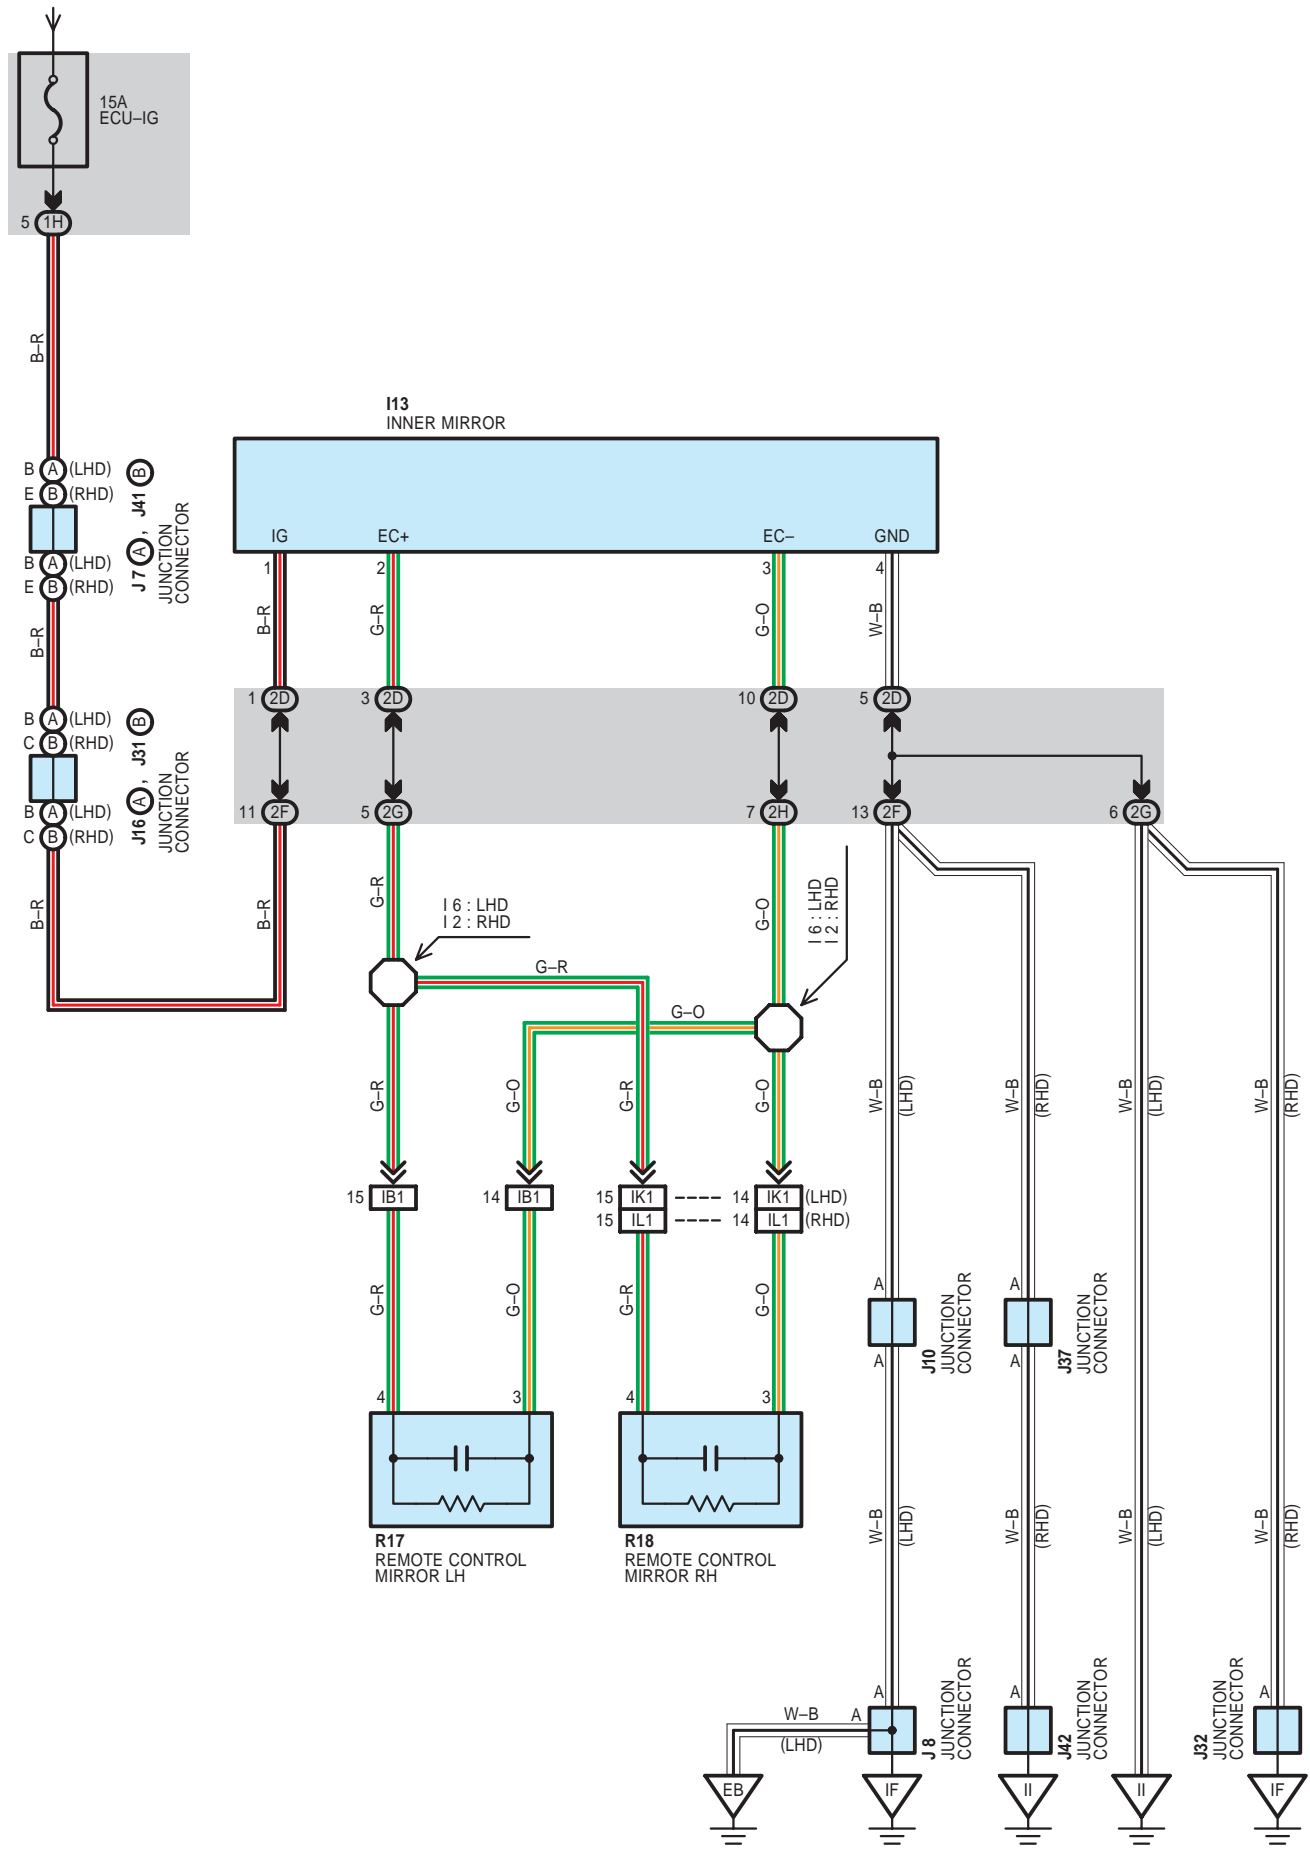 15A
ECU–IG
5 1H
B–R
I13
INNER MIRROR
B A (LHD)
E B (RHD)
B A (LHD)
E B (RHD)
J 7 A , J41 B
JUNCTION
CONNECTOR
IG EC+ EC– GND
1 2 3 4
B–R
B–R G–R G–O W–B
B A (LHD)
C B (RHD)
B A (LHD)
C B (RHD)
J16 A , J31 B
JUNCTION
CONNECTOR
1 2D 3 2D 10 2D 5 2D
11 2F 5 2G 7 2H 13 2F 6 2G
B–R B–R G–R G–O
I 6 : LHD
I 2 : RHD
I 6 : LHD
I 2 : RHD
G–R
G–O
G–R G–O G–R G–O
W–B (LHD) W–B (RHD) W–B (LHD) W–B (RHD)
15 IB1 14 IB1 15 IK1 14 IK1 (LHD)
15 IL1 14 IL1 (RHD)
G–R G–O G–R G–O
A A
J10
JUNCTION
CONNECTOR
J37
JUNCTION
CONNECTOR
A A
4 3 4 3
R17
REMOTE CONTROL
MIRROR LH
R18
REMOTE CONTROL
MIRROR RH
W–B (LHD) W–B (RHD) W–B (LHD) W–B (RHD)
A A A
W–B A
(LHD)
J 8
JUNCTION
CONNECTOR
J42
JUNCTION
CONNECTOR
J32
JUNCTION
CONNECTOR
EB IF II II IF